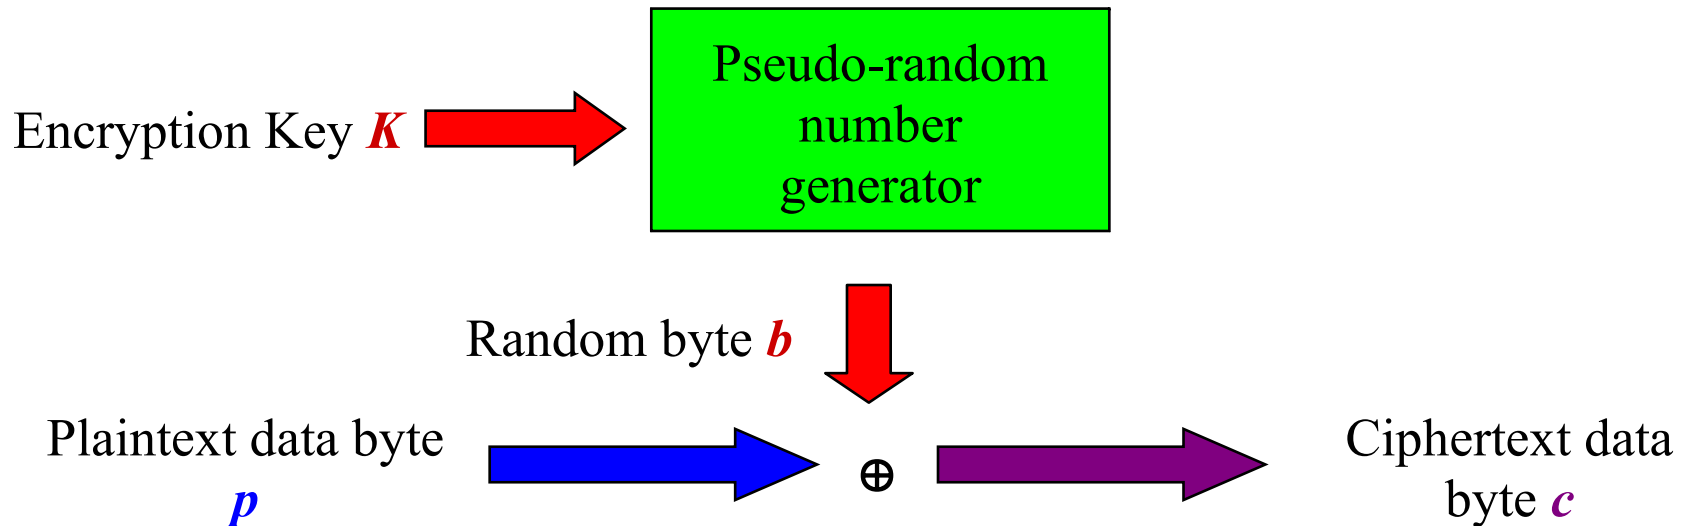 Pseudo-random
number
generator
Encryption Key K
Random byte b
Plaintext data byte
p
⊕
Ciphertext data
byte c